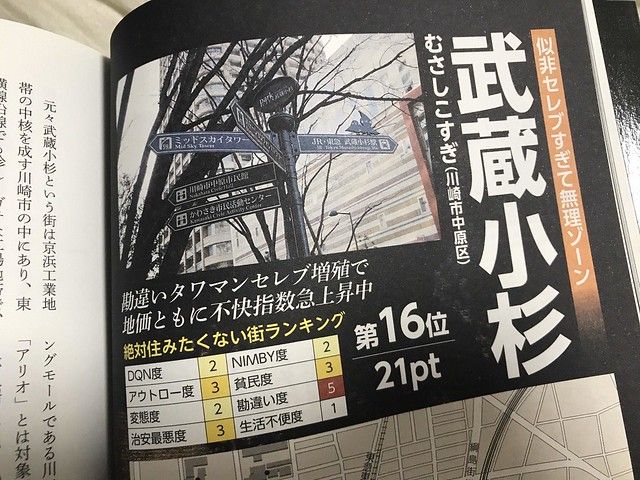 似非セレブすぎて無理ゾーン
武蔵小杉
むさしこすぎ(川崎市中原区)
ミッドスカイタワー
Mid Sky Tower
JR・東急 武蔵小杉駅
川崎市中原市民館
かわさき市民活動センター
Kawasaki Civic Activity Center
勘違いタワマンセレブ増殖で
地価ともに不快指数急上昇中
絶対住みたくない街ランキング
第16位
21pt
DQN度 2 NIMBY度 2
アウトロー度 3 貧民度 3
変態度 2 勘違い度 5
治安最悪度 3 生活不便度 1
元々武蔵小杉という街は京浜工業地
帯の中核を成す川崎市の中にあり、東
ングモールである川
「アリオ」とは対象
綱島街